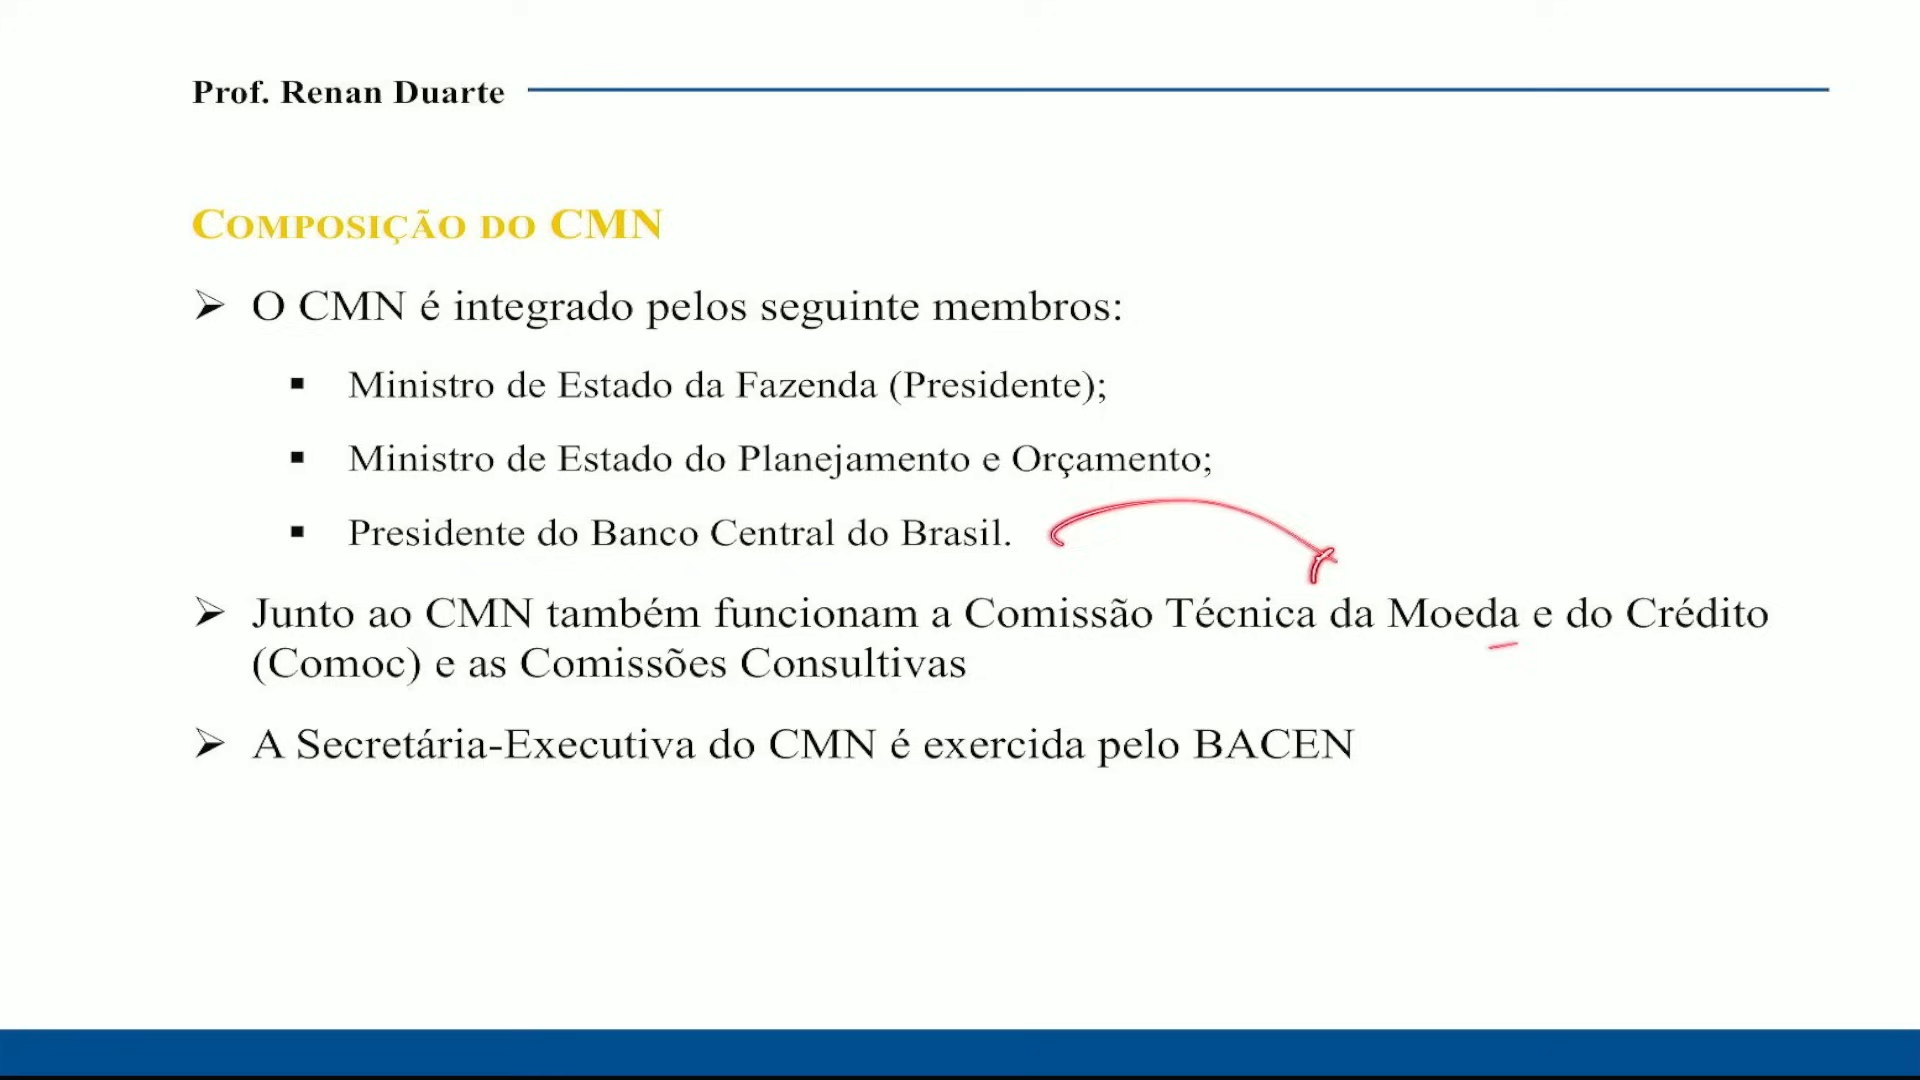 Prof. Renan Duarte
COMPOSIÇÃO DO CMN
➢ O CMN é integrado pelos seguinte membros:
▪ Ministro de Estado da Fazenda (Presidente);
▪ Ministro de Estado do Planejamento e Orçamento;
▪ Presidente do Banco Central do Brasil.
➢ Junto ao CMN também funcionam a Comissão Técnica da Moeda e do Crédito
(Comoc) e as Comissões Consultivas
➢ A Secretária-Executiva do CMN é exercida pelo BACEN